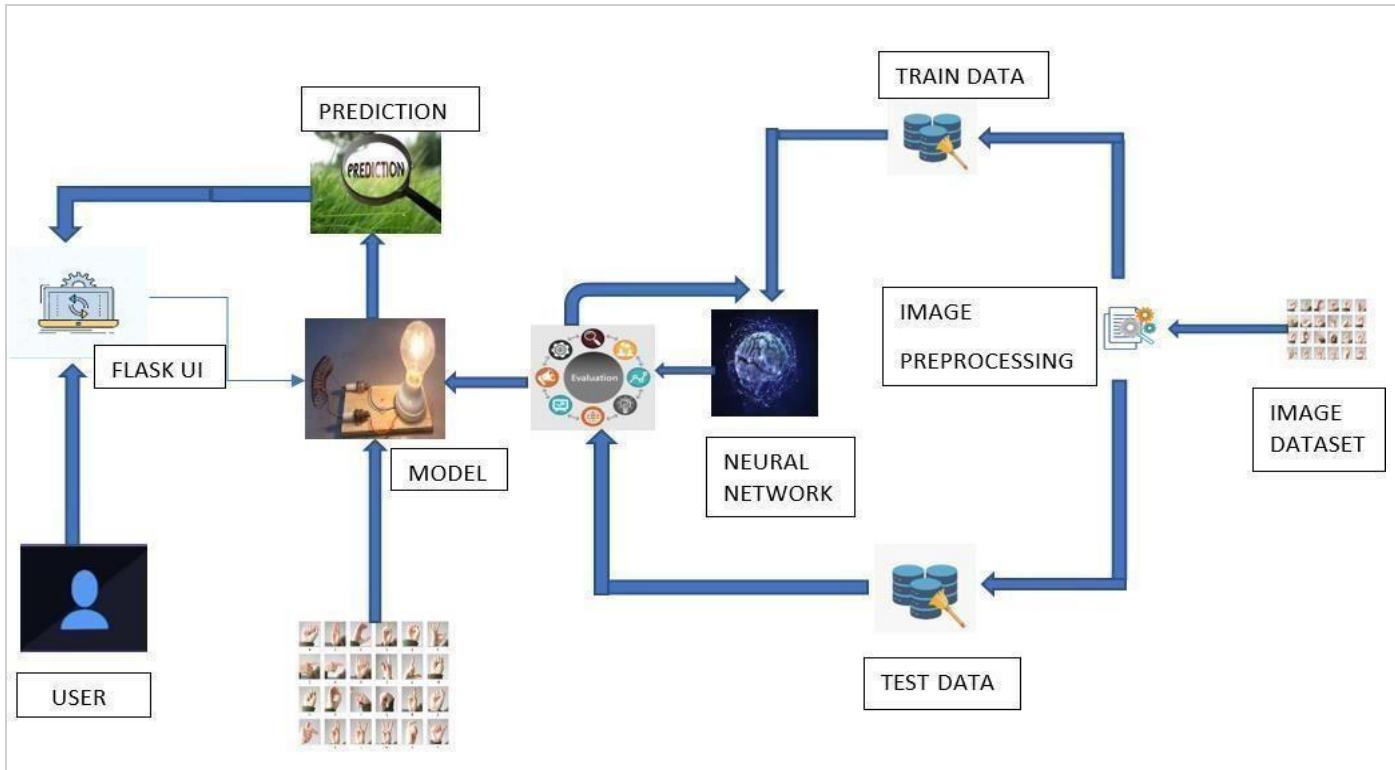 TRAIN DATA
PREDICTION
PREDICTION
IMAGE
PREPROCESSING
Evaluation
FLASK UI
IMAGE
DATASET
MODEL
NEURAL
NETWORK
USER
TEST DATA